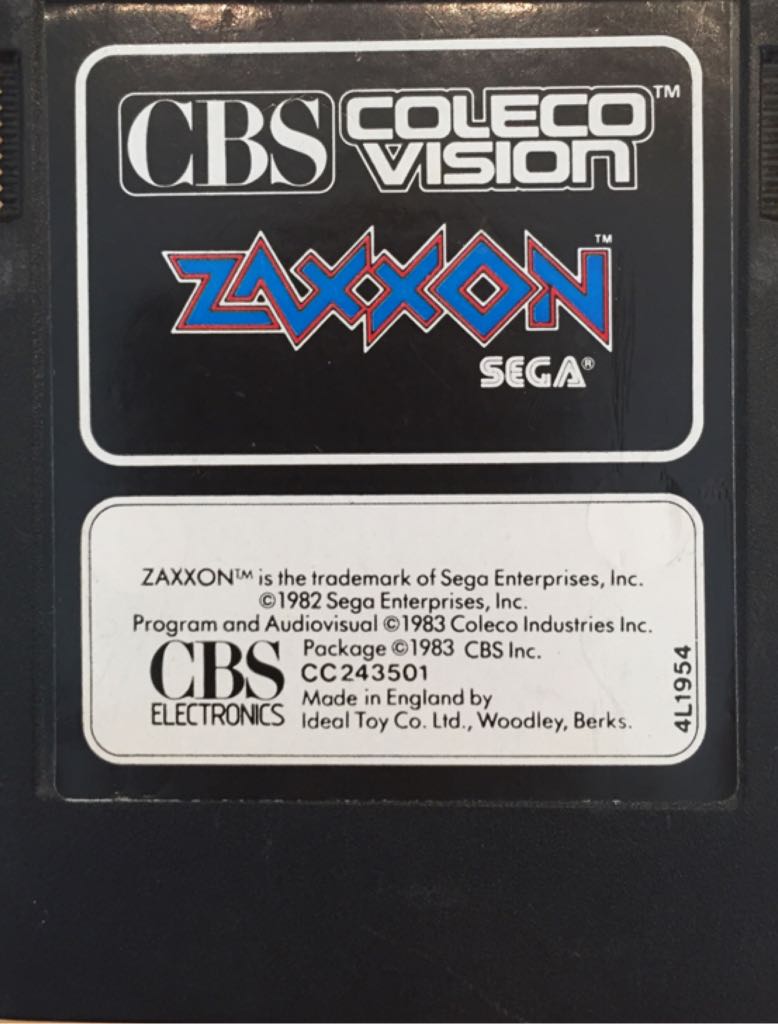 CBS COLECO VISION™
ZAXXON™
SEGA®
ZAXXON™ is the trademark of Sega Enterprises, Inc.
©1982 Sega Enterprises, Inc.
Program and Audiovisual ©1983 Coleco Industries Inc.
Package ©1983 CBS Inc.
CC243501
Made in England by
Ideal Toy Co. Ltd., Woodley, Berks.
CBS
ELECTRONICS
4L1954